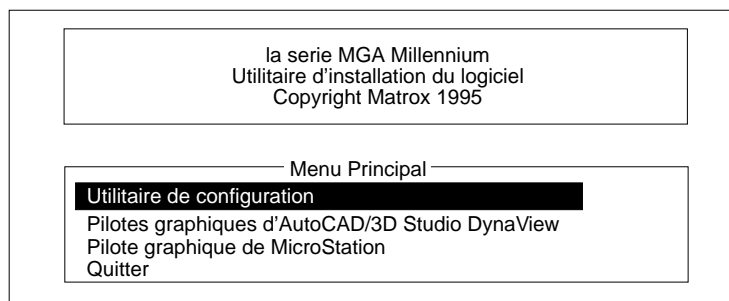 la serie MGA Millennium
Utilitaire d'installation du logiciel
Copyright Matrox 1995
Menu Principal
Utilitaire de configuration
Pilotes graphiques d'AutoCAD/3D Studio DynaView
Pilote graphique de MicroStation
Quitter